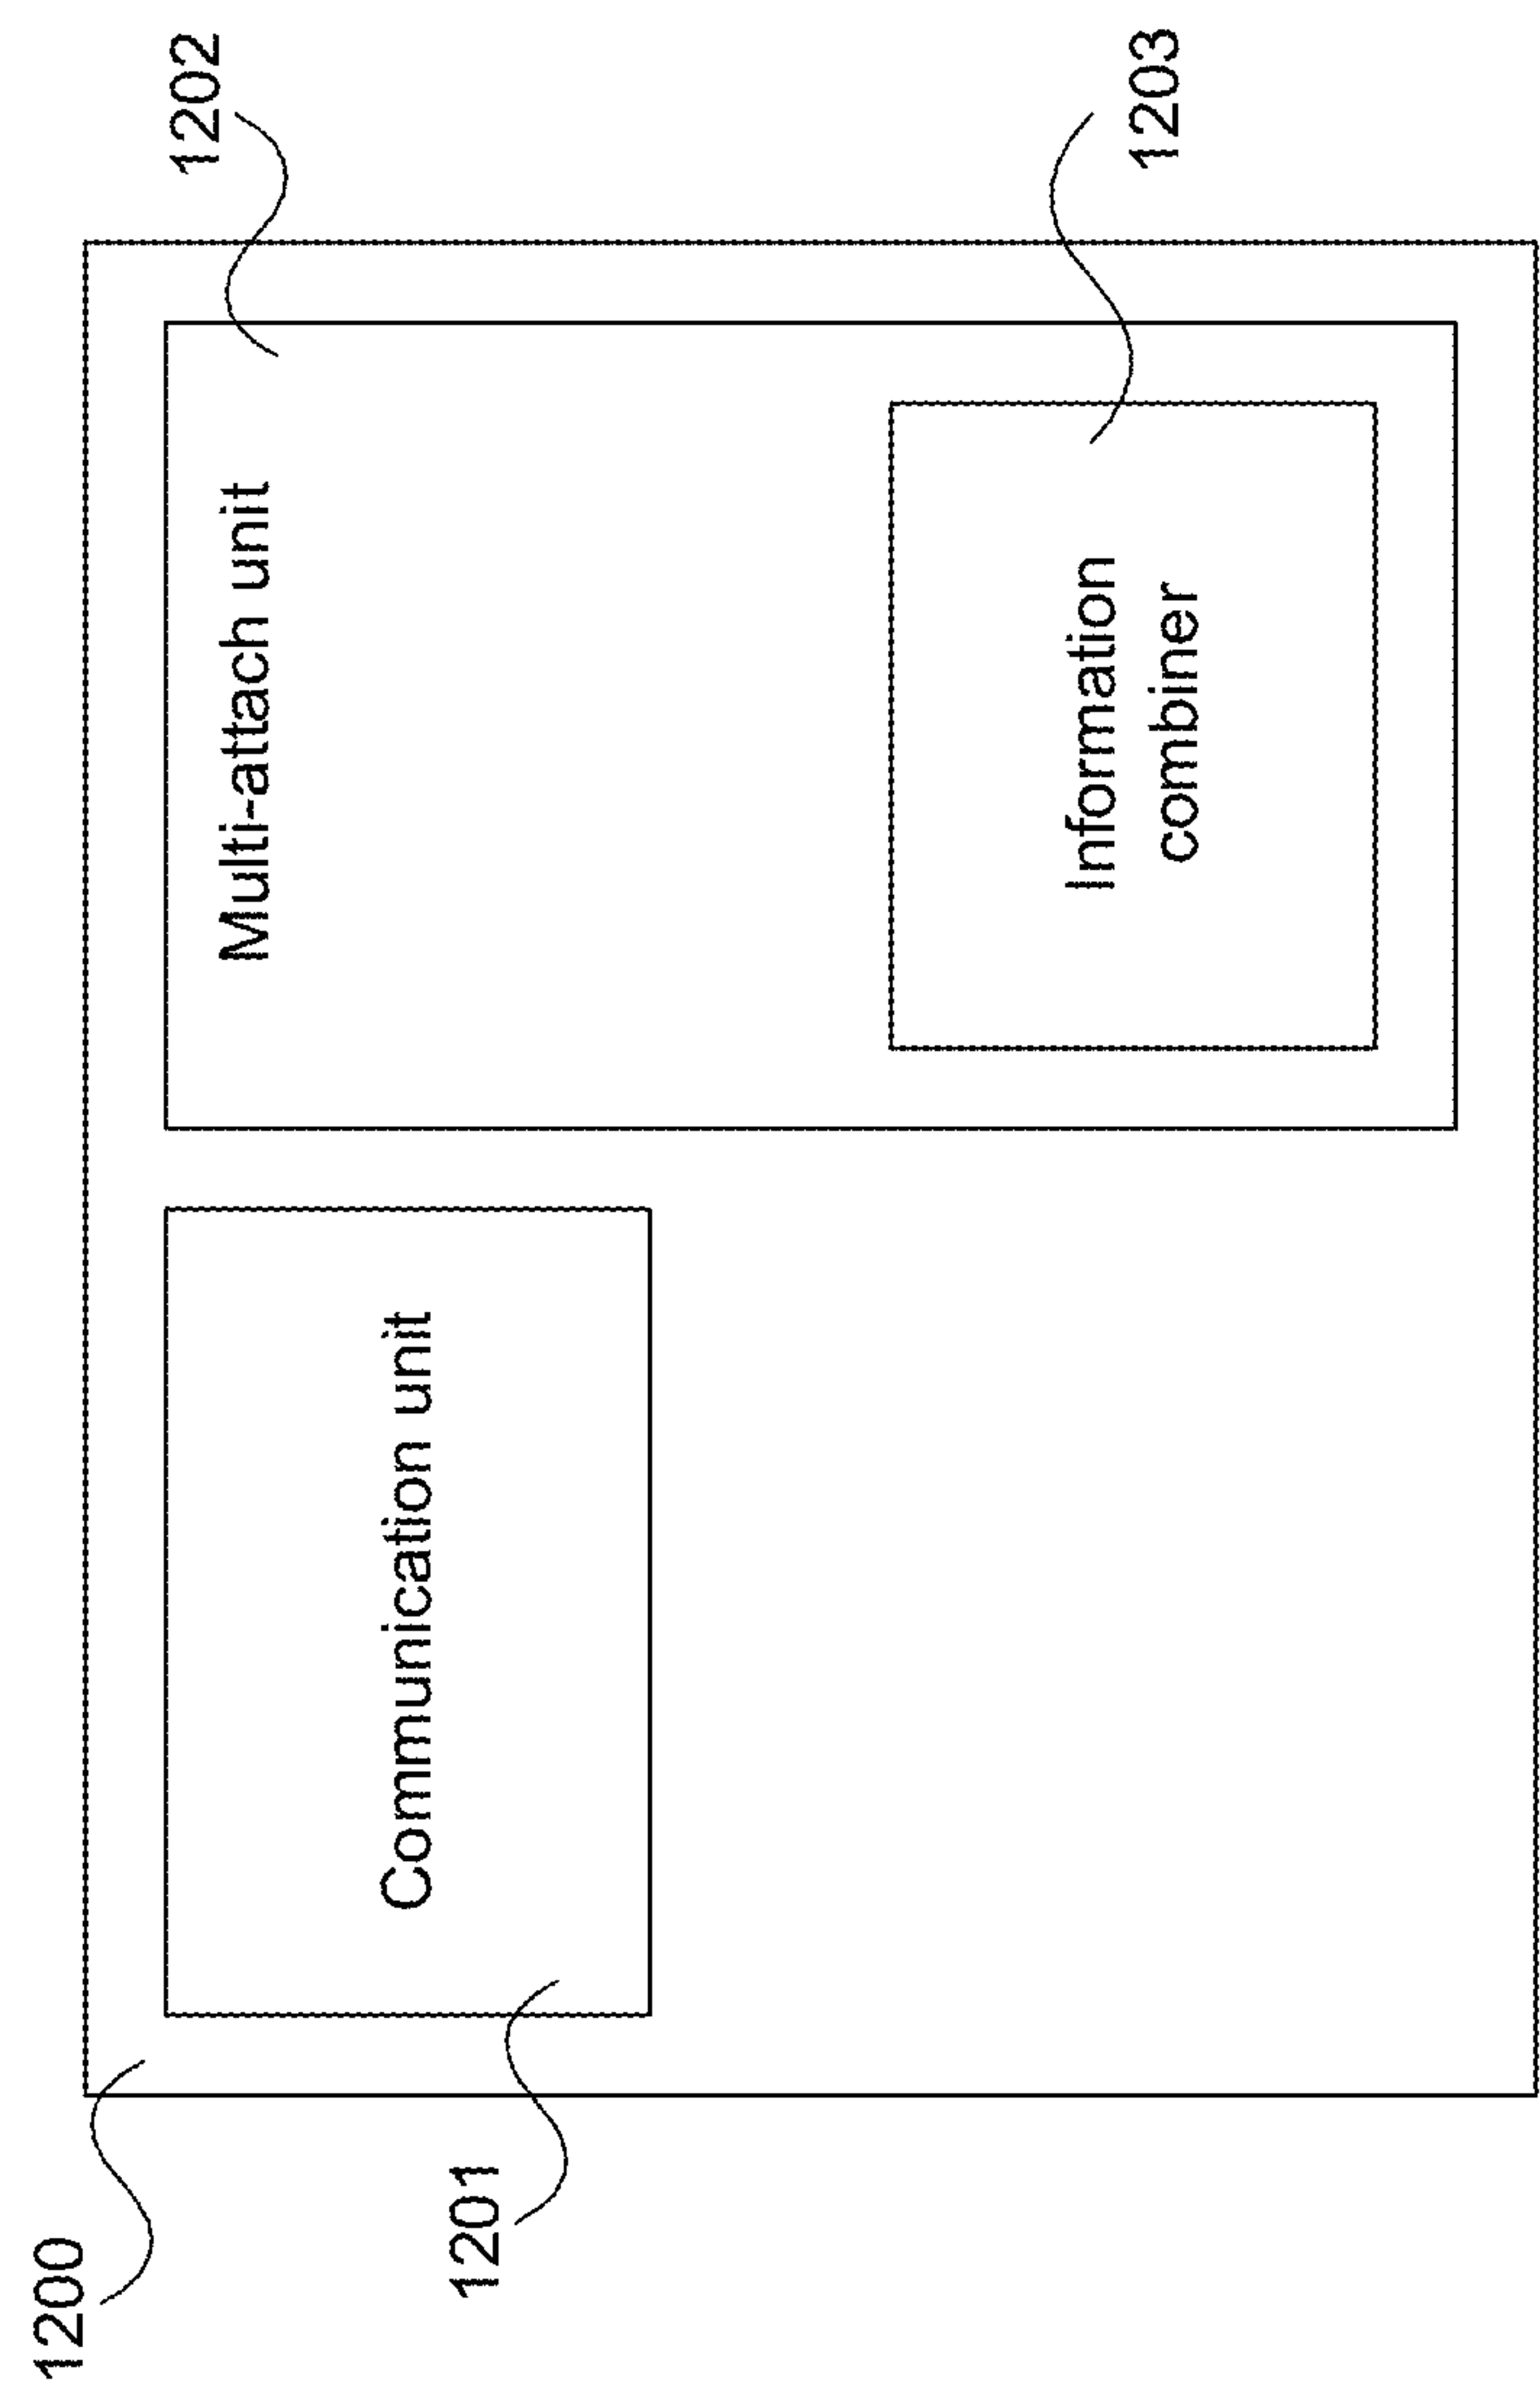 1200
1201
Communication unit
1202
Multi-attach unit
1203
Information
combiner